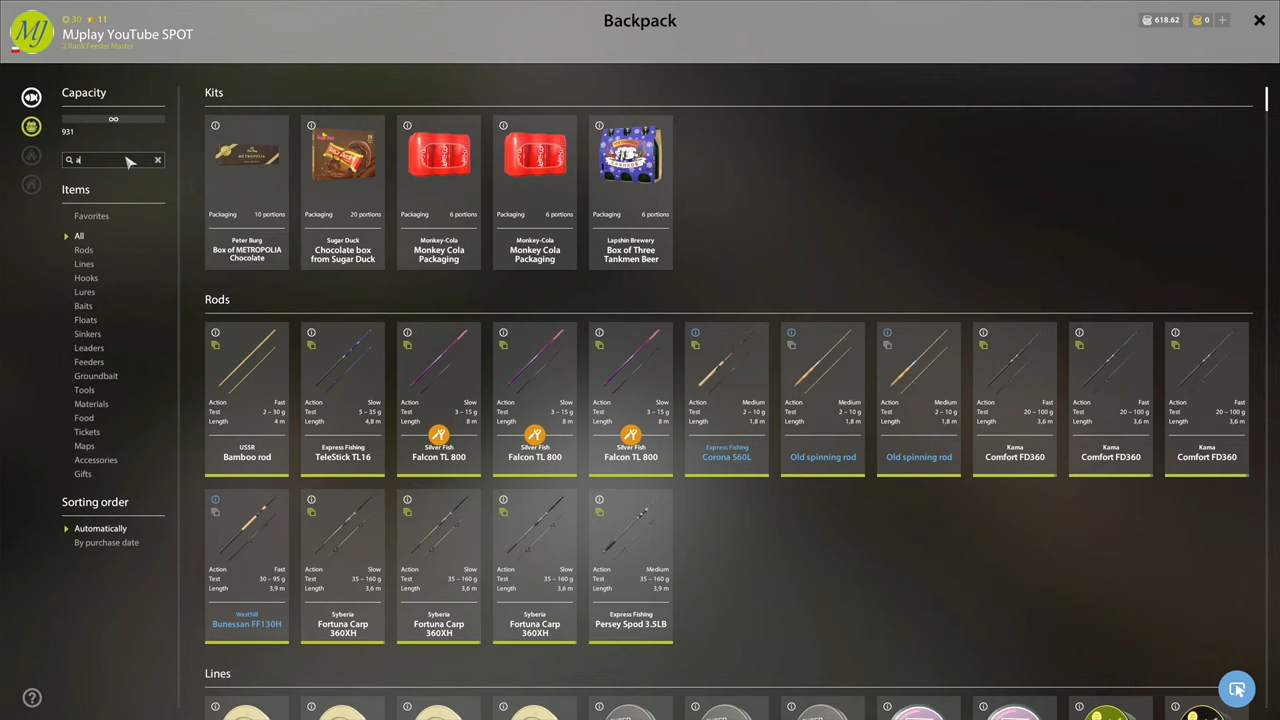 30 11
MJplay YouTube SPOT
2 Rank Feeder Master
MJ
Backpack
618.62 0 +
Capacity
∞
931
a
Items
Favorites
All
Rods
Lines
Hooks
Lures
Baits
Floats
Sinkers
Leaders
Feeders
Groundbait
Tools
Materials
Food
Tickets
Maps
Accessories
Gifts
Sorting order
Automatically
By purchase date
Kits
Packaging 10 portions
Peter Burg
Box of METROPOLIA
Chocolate
Packaging 20 portions
Sugar Duck
Chocolate box
from Sugar Duck
Packaging 6 portions
Monkey-Cola
Monkey Cola
Packaging
Packaging 6 portions
Monkey-Cola
Monkey Cola
Packaging
Packaging 6 portions
Lapshin Brewery
Box of Three
Tankmen Beer
Rods
Action Fast
Test 2 – 30 g
Length 4 m
USSR
Bamboo rod
Action Slow
Test 5 – 35 g
Length 4,8 m
Express Fishing
TeleStick TL16
Action Slow
Test 3 – 15 g
Length 8 m
Silver Fish
Falcon TL 800
Action Slow
Test 3 – 15 g
Length 8 m
Silver Fish
Falcon TL 800
Action Slow
Test 3 – 15 g
Length 8 m
Silver Fish
Falcon TL 800
Action Medium
Test 2 – 10 g
Length 1,8 m
Express Fishing
Corona S60L
Action Medium
Test 2 – 10 g
Length 1,8 m
Old spinning rod
Action Medium
Test 2 – 10 g
Length 1,8 m
Old spinning rod
Action Fast
Test 20 – 100 g
Length 3,6 m
Kama
Comfort FD360
Action Fast
Test 20 – 100 g
Length 3,6 m
Kama
Comfort FD360
Action Fast
Test 20 – 100 g
Length 3,6 m
Kama
Comfort FD360
Action Fast
Test 30 – 95 g
Length 3,9 m
Westhill
Bunessan FF130H
Action Slow
Test 35 – 160 g
Length 3,6 m
Syberia
Fortuna Carp
360XH
Action Slow
Test 35 – 160 g
Length 3,6 m
Syberia
Fortuna Carp
360XH
Action Slow
Test 35 – 160 g
Length 3,6 m
Syberia
Fortuna Carp
360XH
Action Medium
Test 35 – 160 g
Length 3,9 m
Express Fishing
Persey Spod 3.5LB
Lines